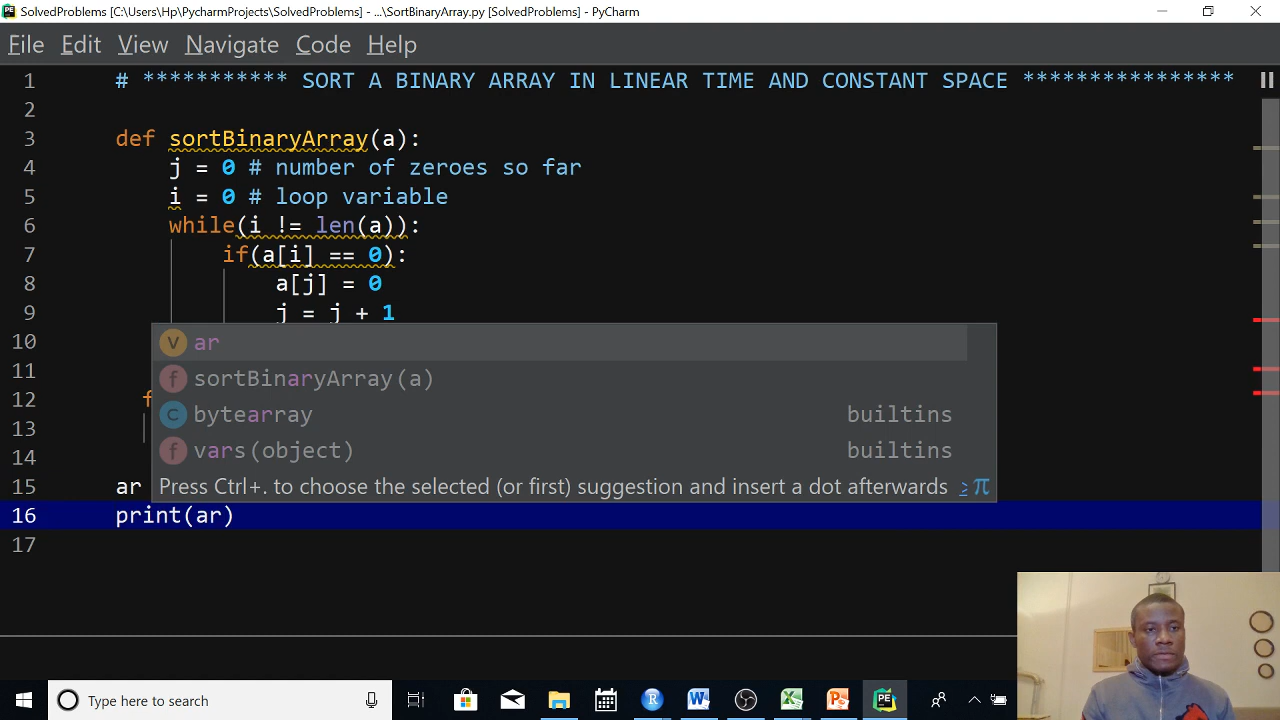 SolvedProblems [C:\Users\Hp\PycharmProjects\SolvedProblems] - ...\SortBinaryArray.py [SolvedProblems] - PyCharm
File Edit View Navigate Code Help
1 # *********** SORT A BINARY ARRAY IN LINEAR TIME AND CONSTANT SPACE ****************
2
3 def sortBinaryArray(a):
4 j = 0 # number of zeroes so far
5 i = 0 # loop variable
6 while(i != len(a)):
7 if(a[i] == 0):
8 a[j] = 0
9 j = j + 1
10 V ar
11 f sortBinaryArray(a)
12 f
13 c bytearray builtins
14 f vars(object) builtins
15 ar Press Ctrl+. to choose the selected (or first) suggestion and insert a dot afterwards ≥ π
16 print(ar)
17
Type here to search